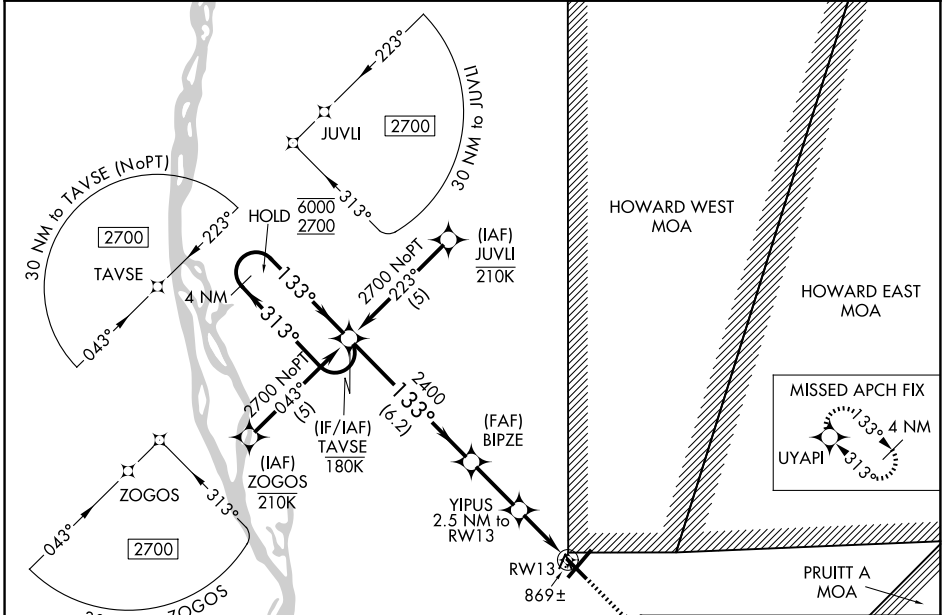 223°
JUVLI
2700
30 NM to JUVLI
313°
30 NM to TAVSE (NoPT)
2700
223°
TAVSE
043°
HOLD
6000
2700
4 NM
133°
313°
(IAF)
JUVLI
210K
2700 NoPT
223°
(5)
2700 NoPT
043°
(5)
(IF/IAF)
TAVSE
180K
(IAF)
ZOGOS
210K
2400
133°
(6.2)
(FAF)
BIPZE
YIPUS
2.5 NM to
RW13
RW13
869±
ZOGOS
043°
313°
2700
ZOGOS
HOWARD WEST
MOA
HOWARD EAST
MOA
MISSED APCH FIX
133°
4 NM
UYAPI
313°
PRUITT A
MOA